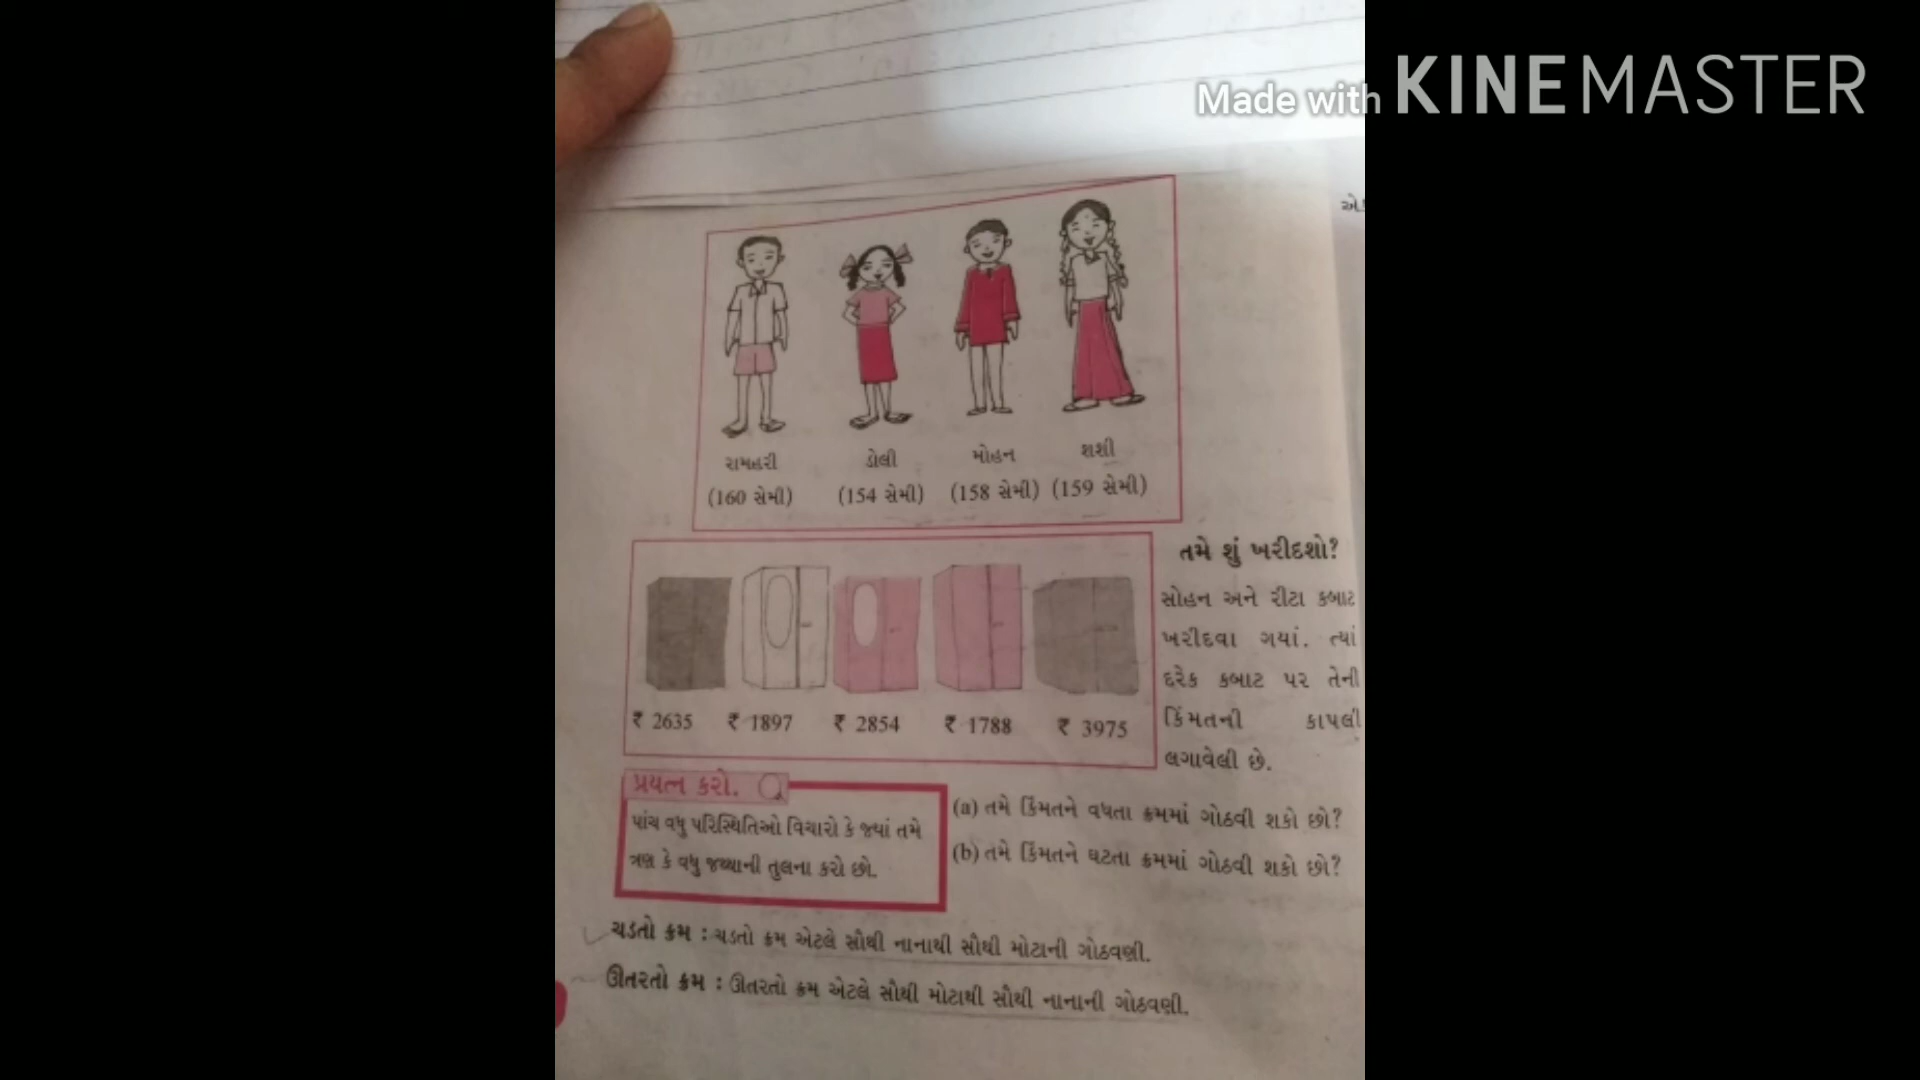 Made with KINEMASTER
રામહરી ડોલી મોહન શશી
(160 સેમી) (154 સેમી) (158 સેમી) (159 સેમી)
₹ 2635 ₹ 1897 ₹ 2854 ₹ 1788 ₹ 3975
તમે શું ખરીદશો?
સોહન અને રીટા કબાટ
ખરીદવા ગયાં. ત્યાં
દરેક કબાટ પર તેની
કિંમતની કાપલી
લગાવેલી છે.
પ્રયત્ન કરો.
પાંચ વધુ પરિસ્થિતિઓ વિચારો કે જ્યાં તમે
ત્રણ કે વધુ જથ્થાની તુલના કરો છો.
(a) તમે કિંમતને વધતા ક્રમમાં ગોઠવી શકો છો?
(b) તમે કિંમતને ઘટતા ક્રમમાં ગોઠવી શકો છો?
ચડતો ક્રમ : ચડતો ક્રમ એટલે સૌથી નાનાથી સૌથી મોટાની ગોઠવણી.
ઊતરતો ક્રમ : ઊતરતો ક્રમ એટલે સૌથી મોટાથી સૌથી નાનાની ગોઠવણી.